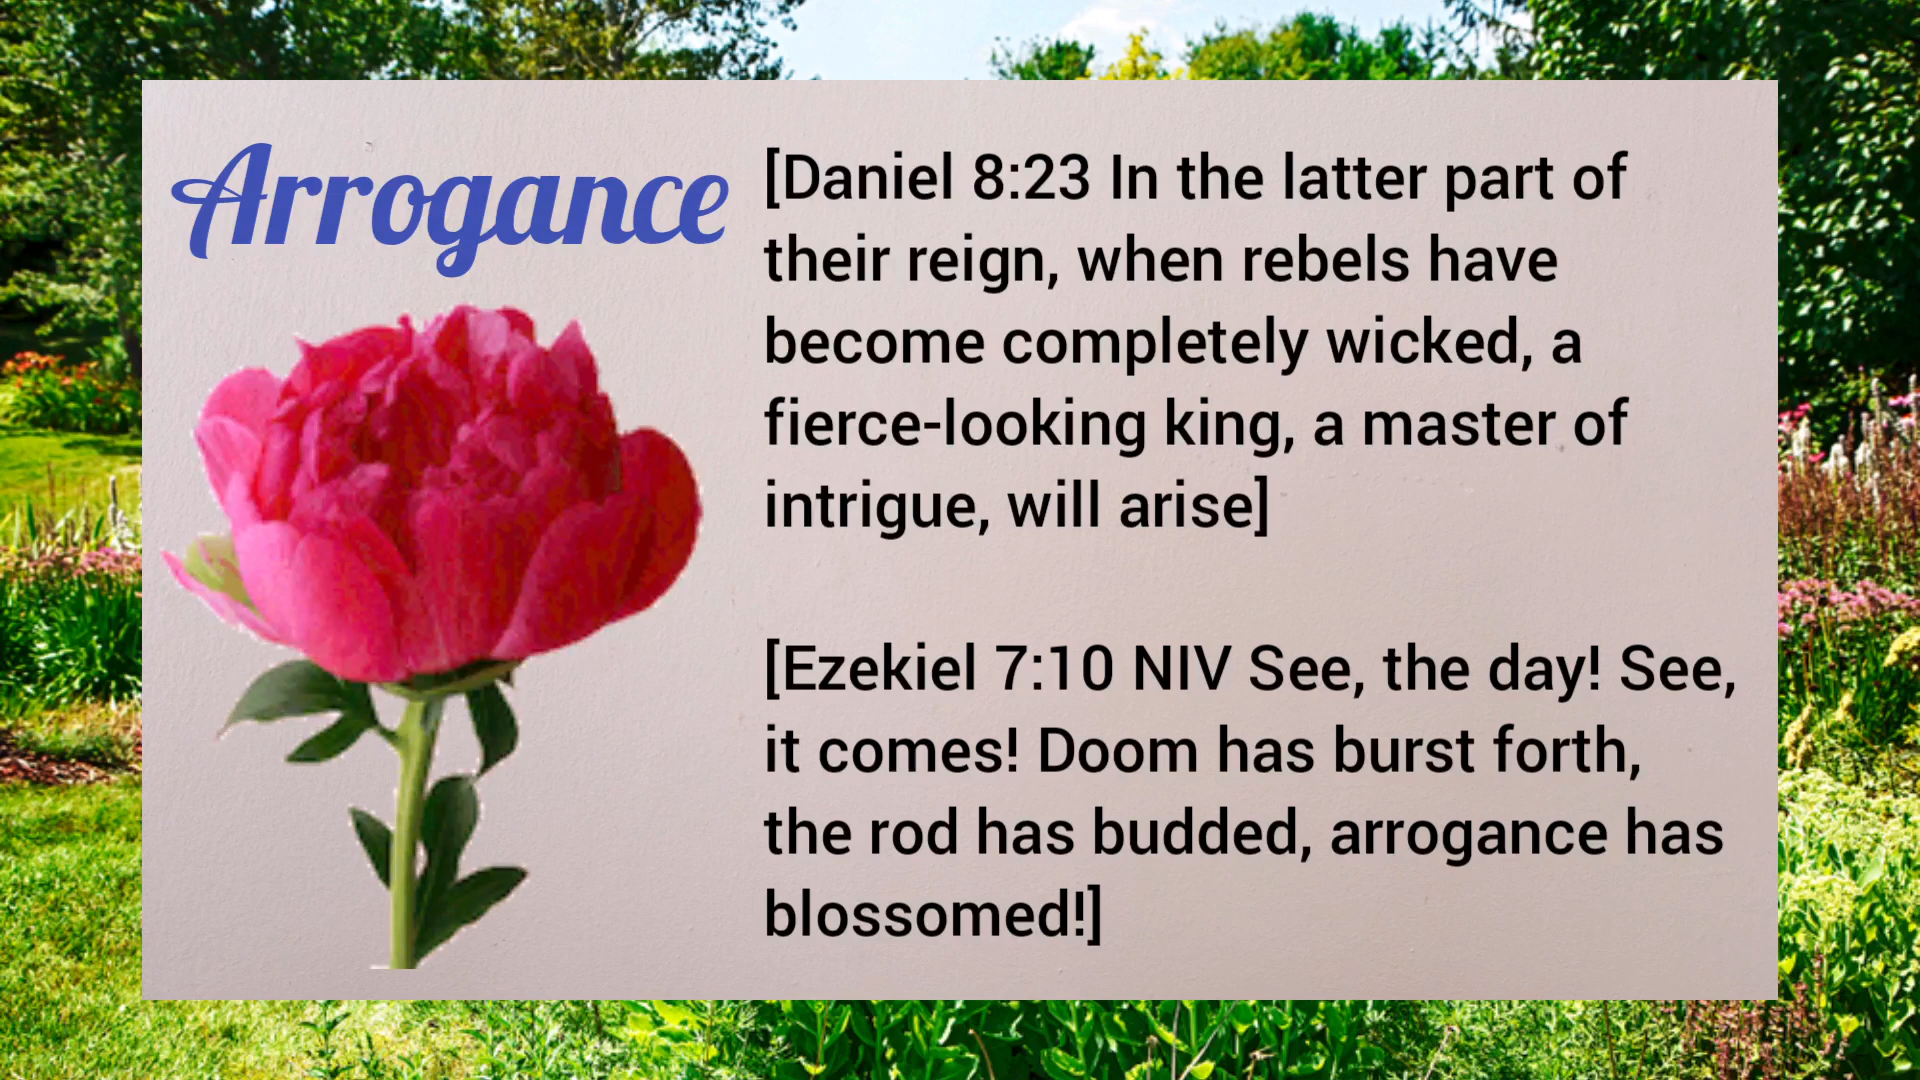 Arrogance
[Daniel 8:23 In the latter part of
their reign, when rebels have
become completely wicked, a
fierce-looking king, a master of
intrigue, will arise]
[Ezekiel 7:10 NIV See, the day! See,
it comes! Doom has burst forth,
the rod has budded, arrogance has
blossomed!]